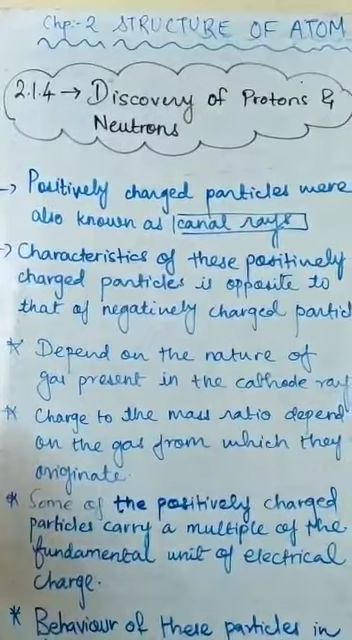 Chp:-2 STRUCTURE OF ATOM
2.1.4 → Discovery of Protons &
Neutrons
→ Positively charged particles were
also known as canal rays
→ Characteristics of these positively
charged particles is opposite to
that of negatively charged partic
* Depend on the nature of
gas present in the cathode ray
* Charge to the mass ratio depend
on the gas from which they
originate.
* Some of the positively charged
particles carry a multiple of the
fundamental unit of electrical
charge.
* Behaviour of these particles in